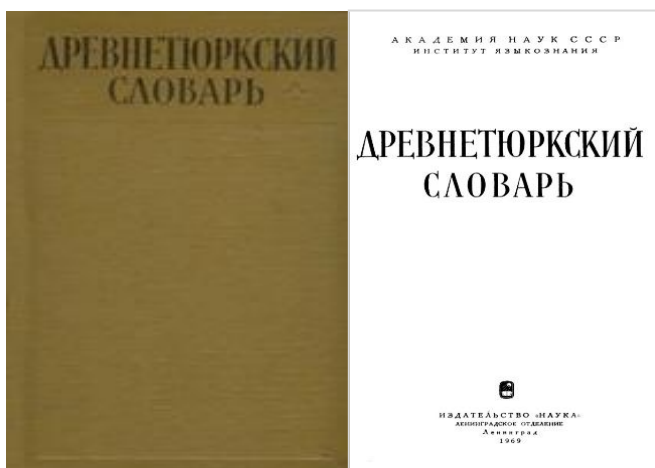 ДРЕВНЕТЮРКСКИЙ
СЛОВАРЬ
АКАДЕМИЯ НАУК СССР
ИНСТИТУТ ЯЗЫКОЗНАНИЯ
ДРЕВНЕТЮРКСКИЙ
СЛОВАРЬ
ИЗДАТЕЛЬСТВО «НАУКА»
ЛЕНИНГРАДСКОЕ ОТДЕЛЕНИЕ
Ленинград
1969